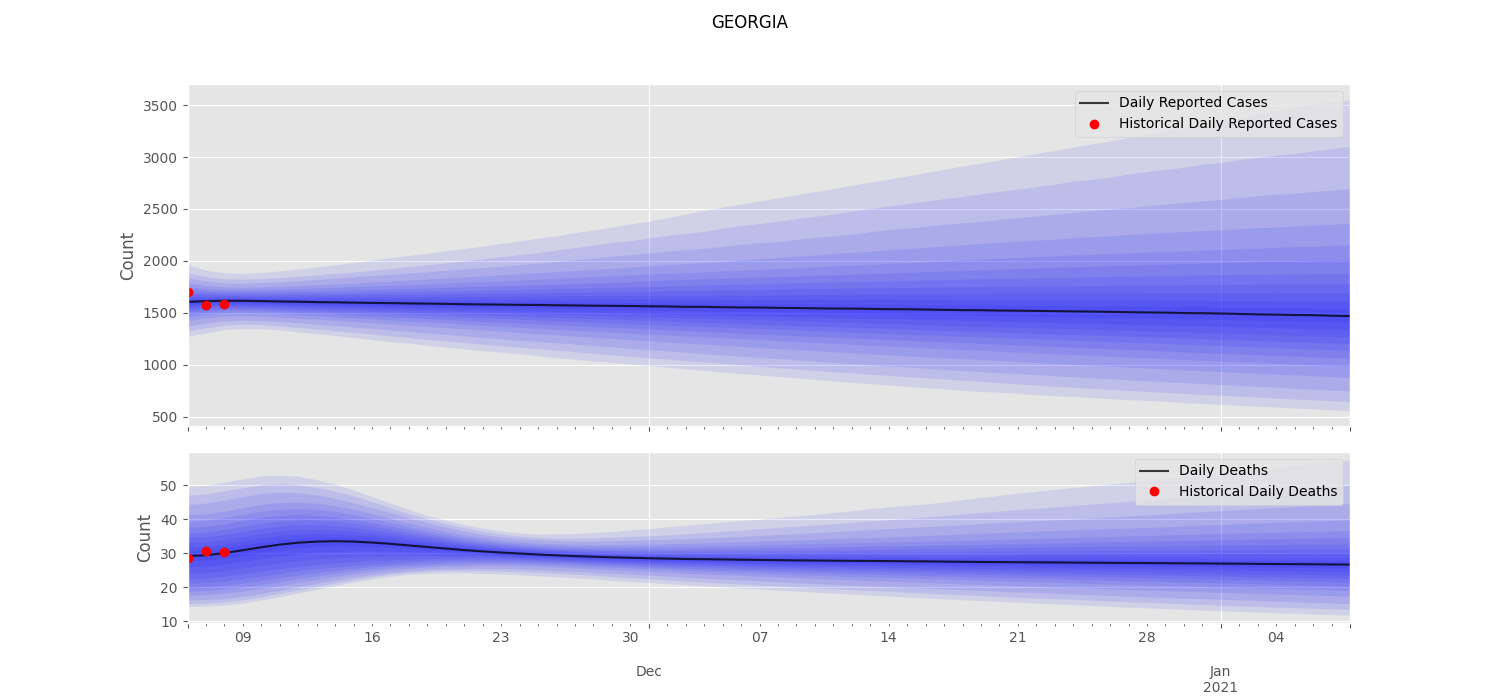 GEORGIA
Daily Reported Cases
Historical Daily Reported Cases
Count
3500
3000
2500
2000
1500
1000
500
Daily Deaths
Historical Daily Deaths
Count
50
40
30
20
10
09 16 23 30 07 14 21 28 04
Dec Jan
2021